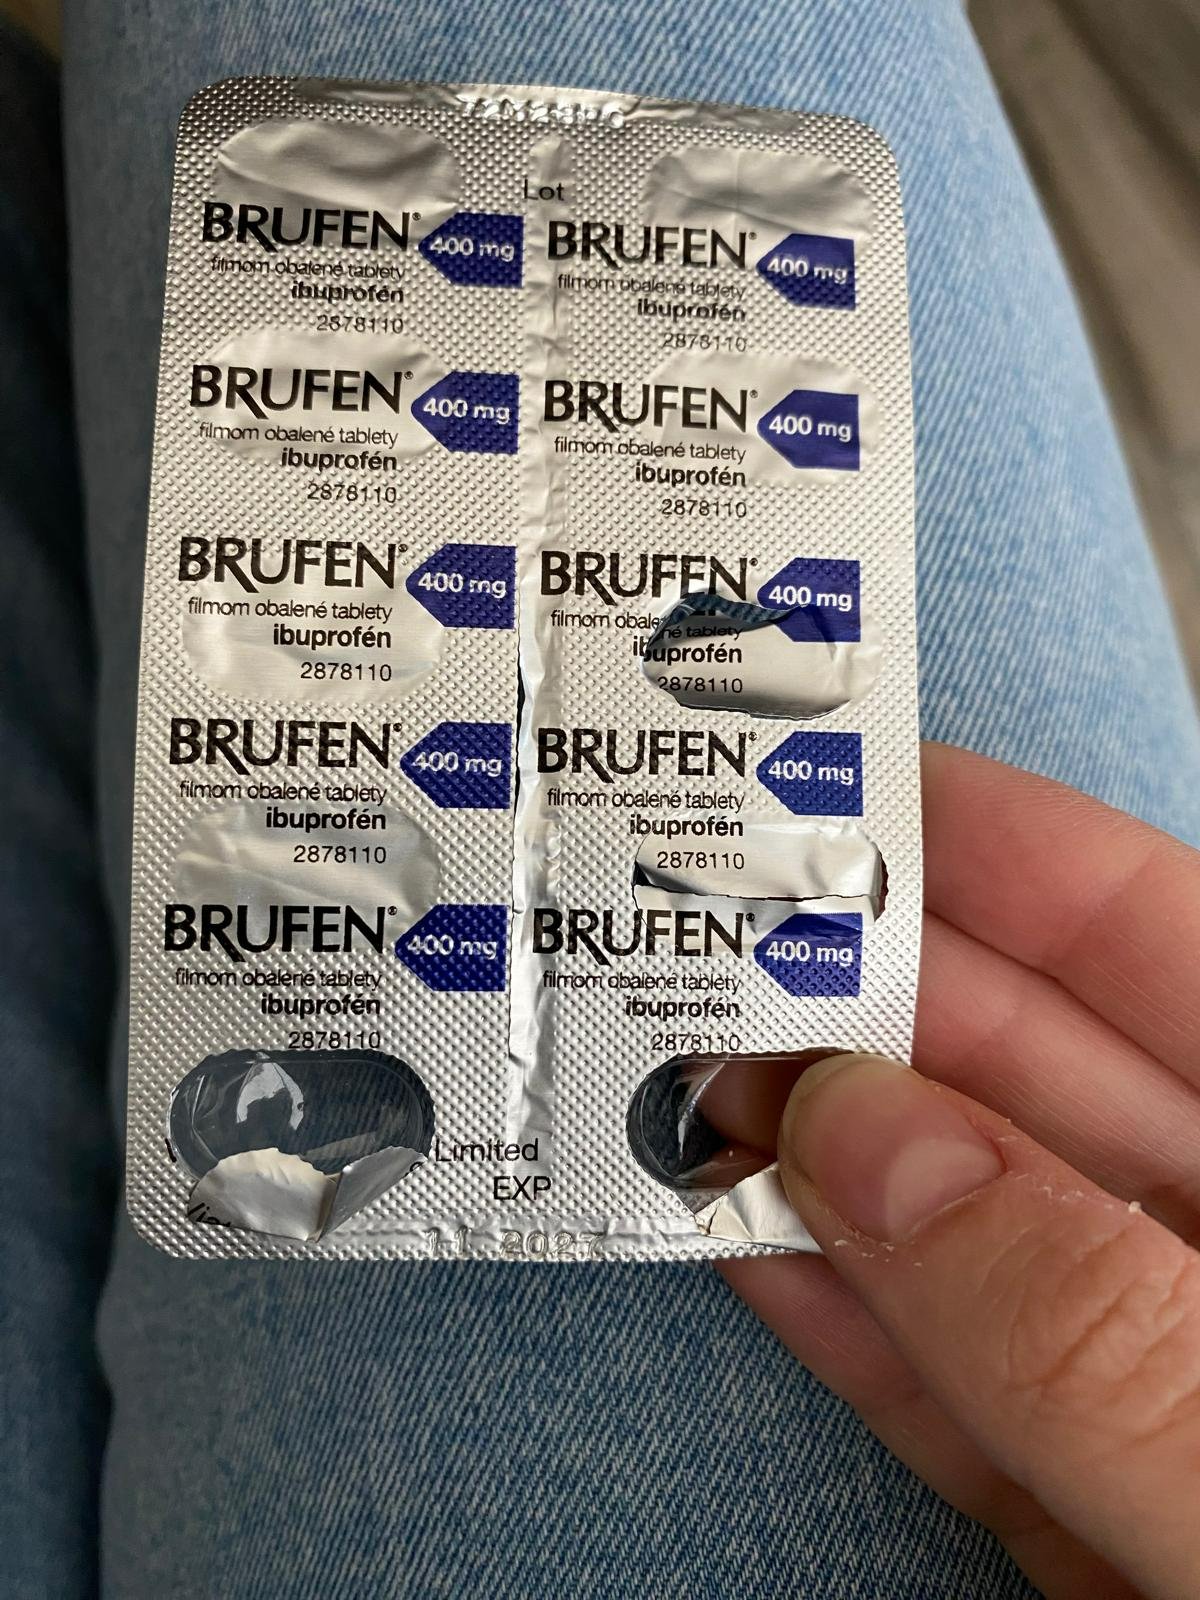 Lot
BRUFEN® 400 mg
filmom obalené tablety
ibuprofén
2878110
BRUFEN® 400 mg
filmom obalené tablety
ibuprofén
2878110
BRUFEN® 400 mg
filmom obalené tablety
ibuprofén
2878110
BRUFEN® 400 mg
filmom obalené tablety
ibuprofén
2878110
BRUFEN® 400 mg
filmom obalené tablety
ibuprofén
2878110
BRUFEN® 400 mg
filmom obalené tablety
ibuprofén
2878110
BRUFEN® 400 mg
filmom obalené tablety
ibuprofén
2878110
BRUFEN® 400 mg
filmom obalené tablety
ibuprofén
2878110
BRUFEN® 400 mg
filmom obalené tablety
ibuprofén
2878110
BRUFEN® 400 mg
filmom obalené tablety
ibuprofén
2878110
Limited
EXP
11 2027